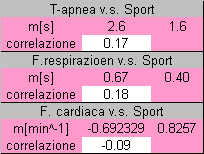 T-apnea v.s. Sport
m[s] 2.6 1.6
correlazione 0.17
F.respirazioen v.s. Sport
m[s] 0.67 0.40
correlazione 0.18
F. cardiaca v.s. Sport
m[min^-1] -0.692329 0.8257
correlazione -0.09